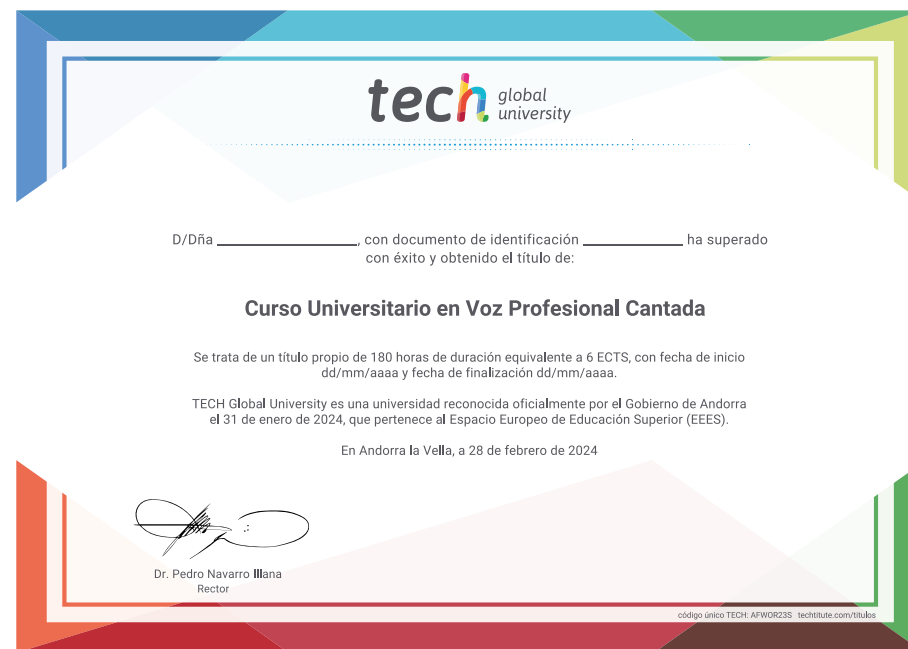 tech global
university
D/Dña ______________, con documento de identificación __________ ha superado
con éxito y obtenido el título de:
Curso Universitario en Voz Profesional Cantada
Se trata de un título propio de 180 horas de duración equivalente a 6 ECTS, con fecha de inicio
dd/mm/aaaa y fecha de finalización dd/mm/aaaa.
TECH Global University es una universidad reconocida oficialmente por el Gobierno de Andorra
el 31 de enero de 2024, que pertenece al Espacio Europeo de Educación Superior (EEES).
En Andorra la Vella, a 28 de febrero de 2024
Dr. Pedro Navarro Illana
Rector
código único TECH: AFWOR23S techtitute.com/titulos